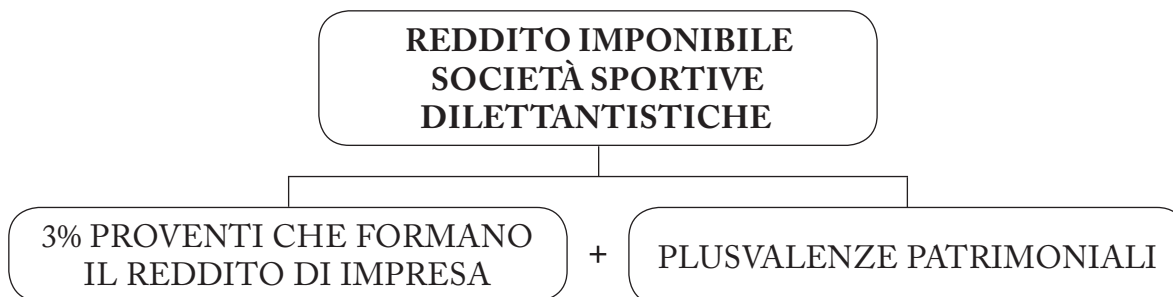 REDDITO IMPONIBILE
SOCIETÀ SPORTIVE
DILETTANTISTICHE
3% PROVENTI CHE FORMANO
IL REDDITO DI IMPRESA
+
PLUSVALENZE PATRIMONIALI